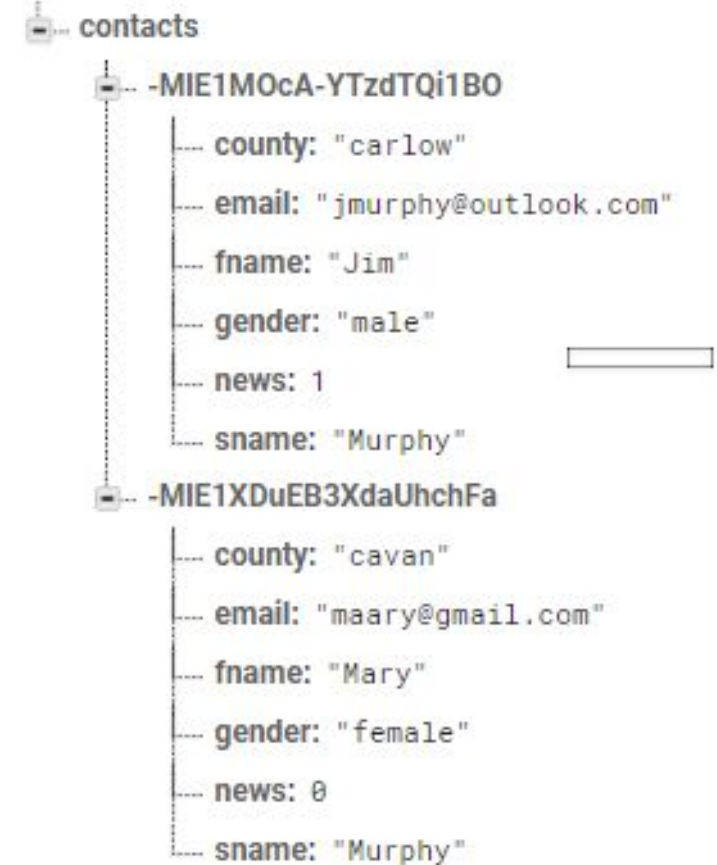 contacts
-MIE1MOcA-YTzdTQi1BO
county: "carlow"
email: "jmurphy@outlook.com"
fname: "Jim"
gender: "male"
news: 1
sname: "Murphy"
-MIE1XDuEB3XdaUhchFa
county: "cavan"
email: "maary@gmail.com"
fname: "Mary"
gender: "female"
news: 0
sname: "Murphy"